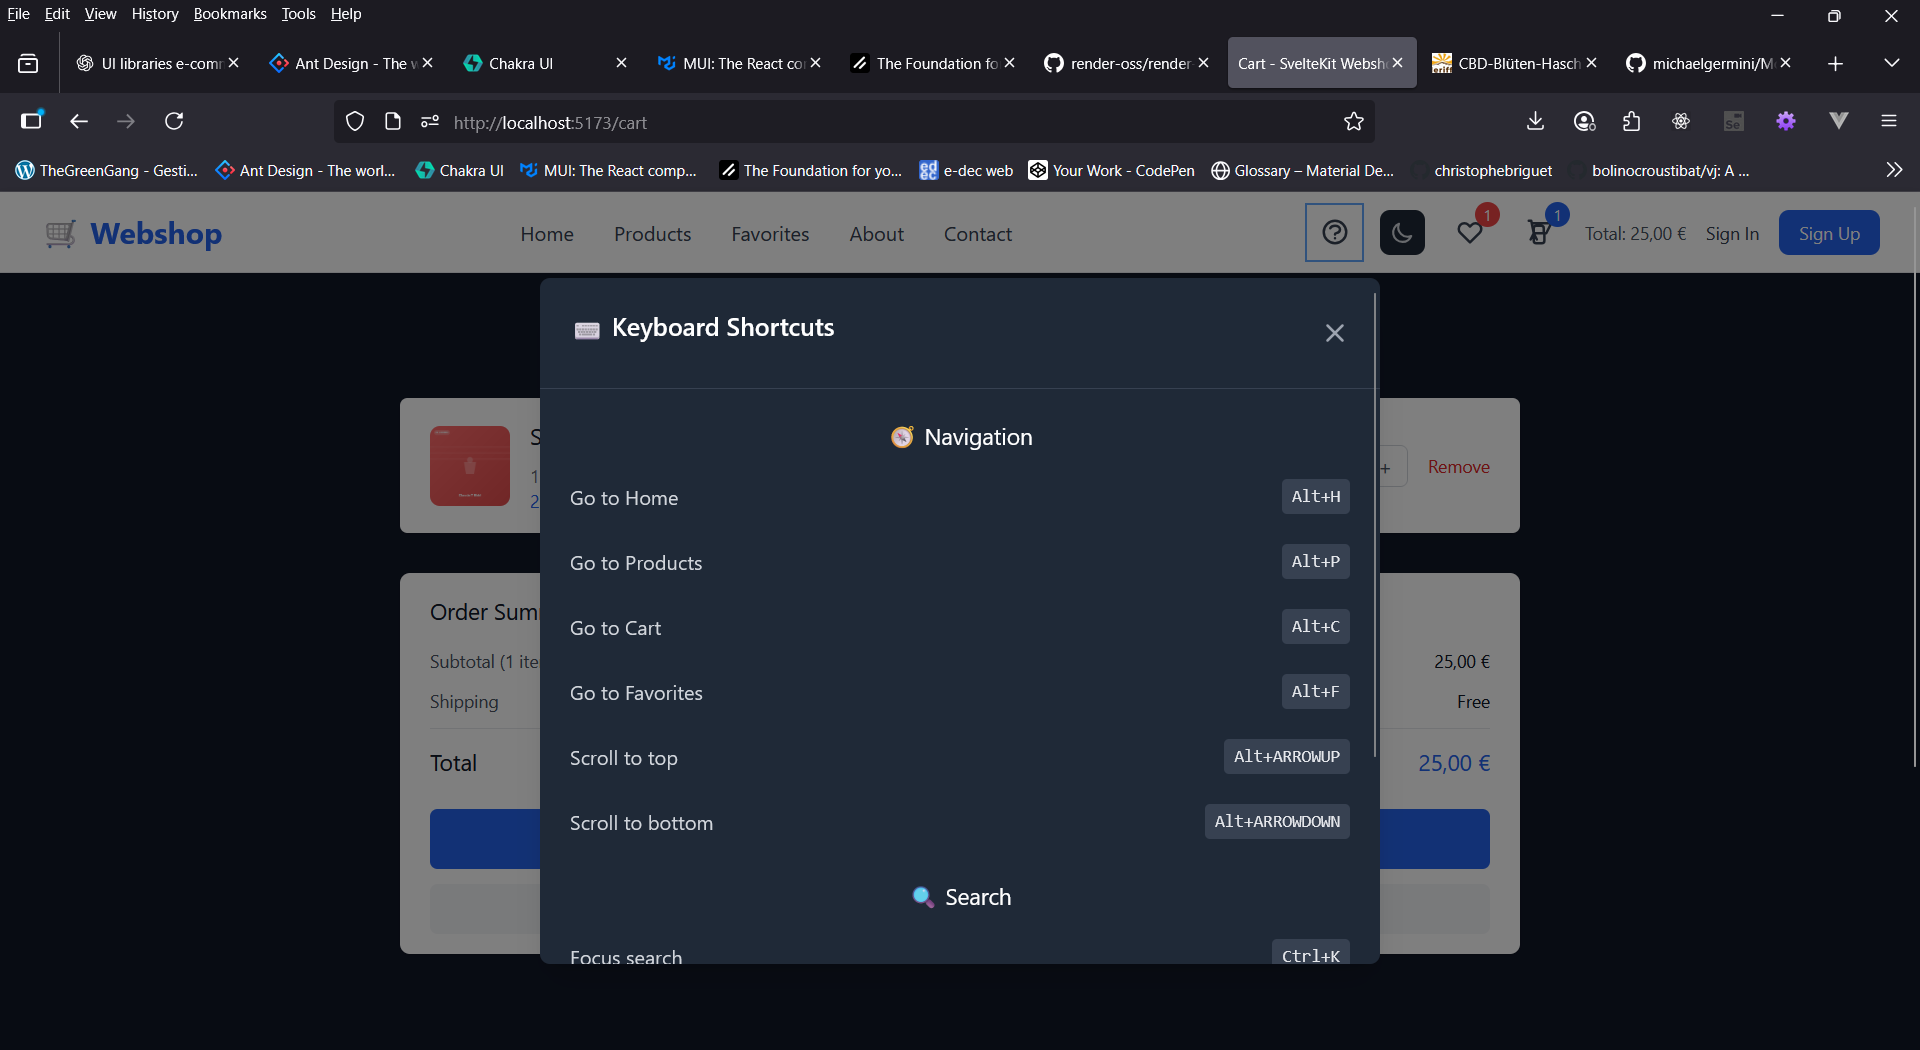 File Edit View History Bookmarks Tools Help
UI libraries e-comm
Ant Design - The w
Chakra UI
MUI: The React co
The Foundation fo
render-oss/render
Cart - SvelteKit Websh
CBD-Blüten-Hasch
michaelgermini/M
http://localhost:5173/cart
TheGreenGang - Gesti...
Ant Design - The worl...
Chakra UI
MUI: The React comp...
The Foundation for yo...
e-dec web
Your Work - CodePen
Glossary – Material De...
christophebriguet
bolinocroustibat/vj: A ...
Webshop
Home
Products
Favorites
About
Contact
1
1
Total: 25,00 €
Sign In
Sign Up
Keyboard Shortcuts
Navigation
S
1
2
+
Remove
Go to Home Alt+H
Go to Products Alt+P
Go to Cart Alt+C
Go to Favorites Alt+F
Scroll to top Alt+ARROWUP
Scroll to bottom Alt+ARROWDOWN
Search
Focus search Ctrl+K
Order Sum
Subtotal (1 ite 25,00 €
Shipping Free
Total 25,00 €